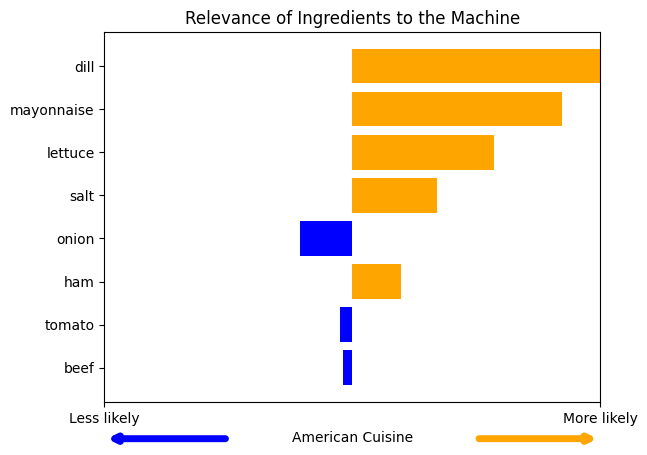 Relevance of Ingredients to the Machine
dill
mayonnaise
lettuce
salt
onion
ham
tomato
beef
Less likely
More likely
American Cuisine